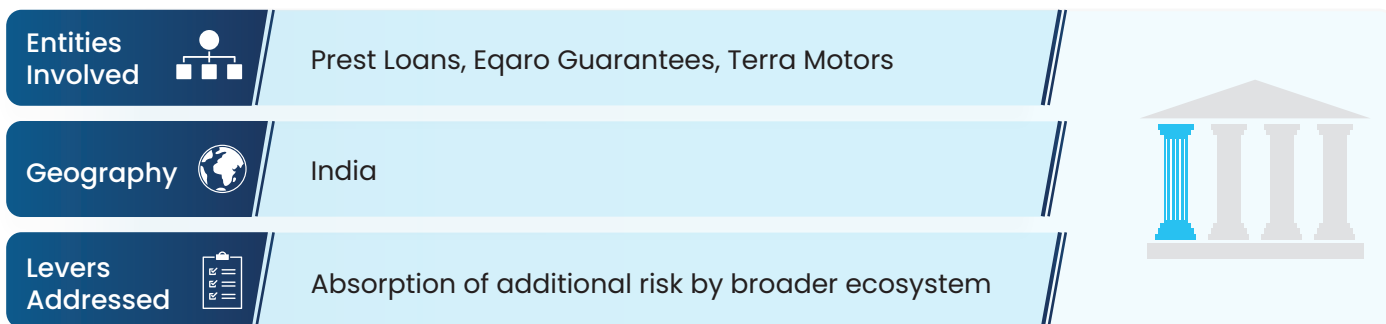 Entities
Involved
Prest Loans, Eqaro Guarantees, Terra Motors
Geography
India
Levers
Addressed
Absorption of additional risk by broader ecosystem